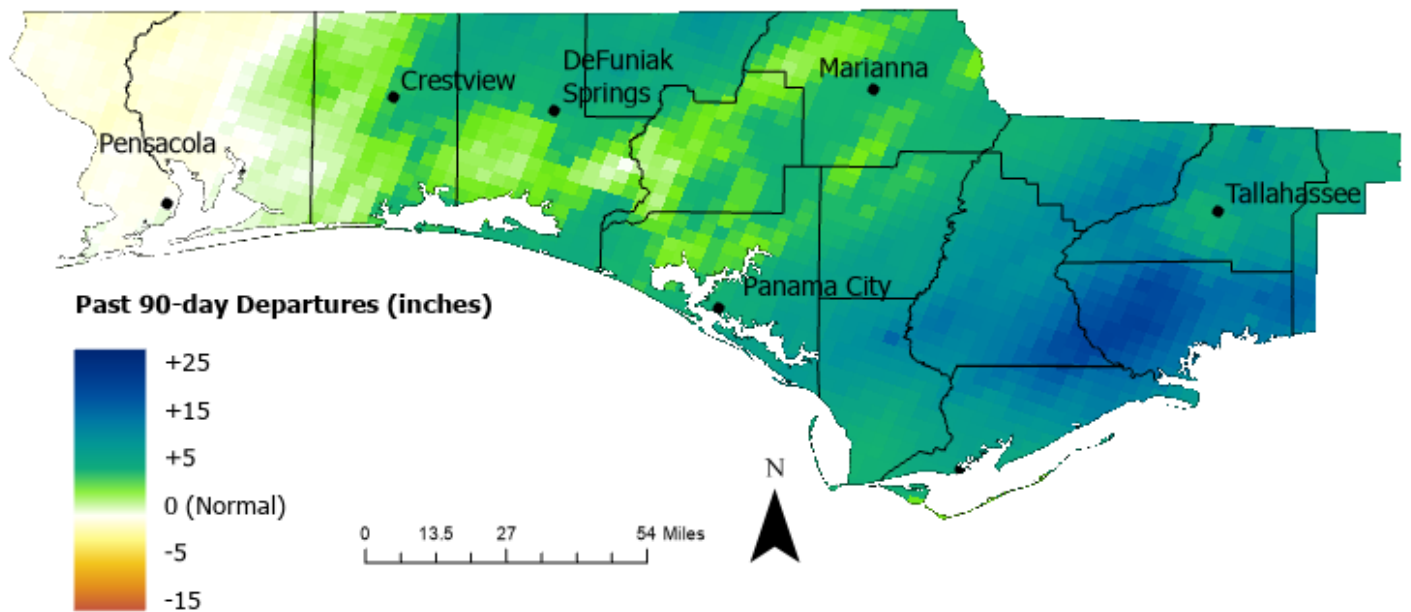 Crestview
DeFuniak
Springs
Marianna
Pensacola
Tallahassee
Panama City
Past 90-day Departures (inches)
+25
+15
+5
0 (Normal)
-5
-15
N
0 13.5 27 54 Miles